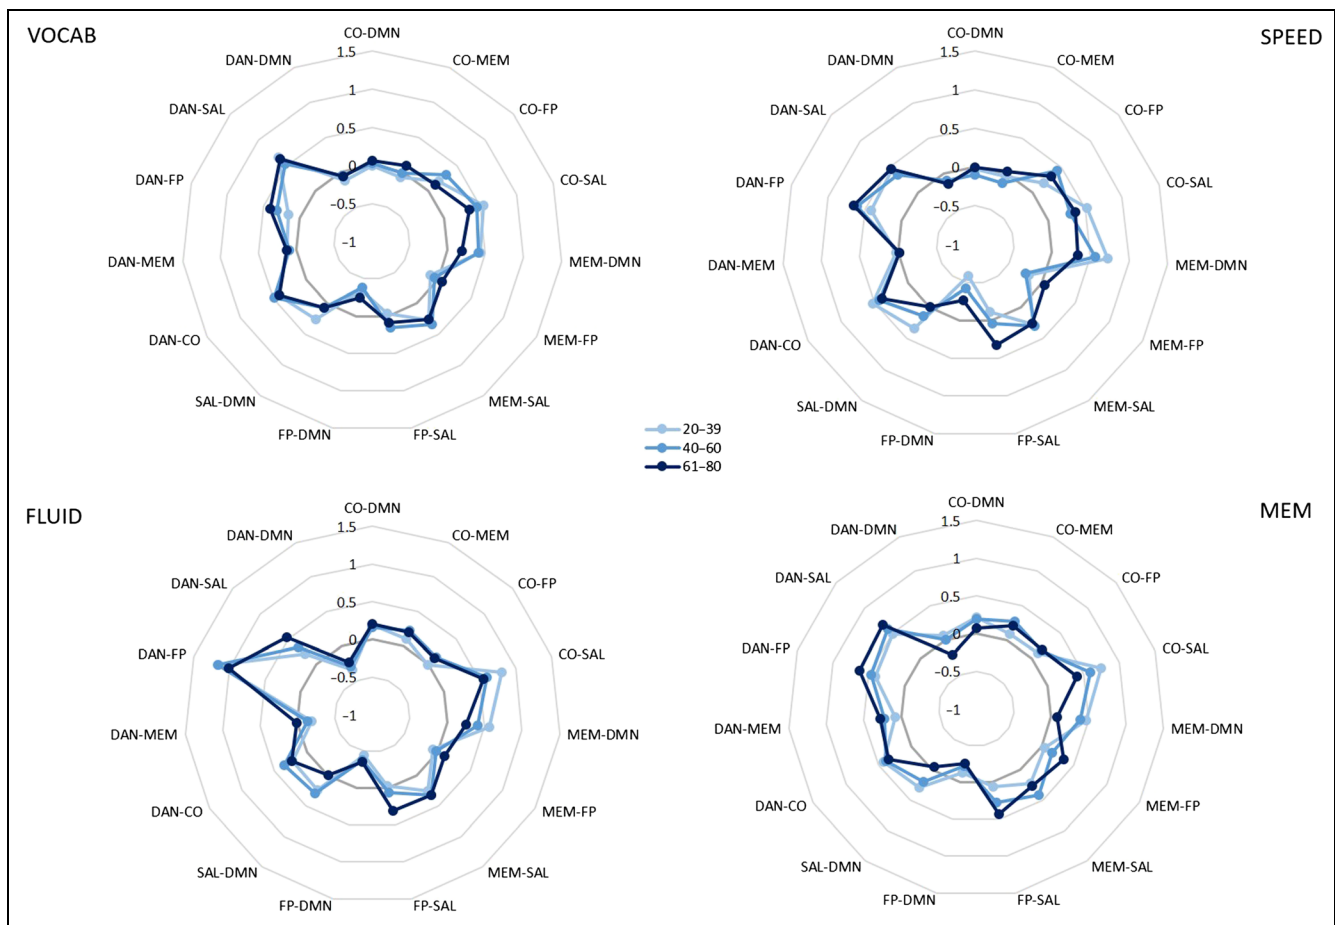 VOCAB
CO-DMN
CO-MEM
CO-FP
CO-SAL
MEM-DMN
MEM-FP
MEM-SAL
FP-SAL
FP-DMN
SAL-DMN
DAN-CO
DAN-MEM
DAN-FP
DAN-SAL
DAN-DMN
1.5
1
0.5
0
-0.5
-1
SPEED
CO-DMN
CO-MEM
CO-FP
CO-SAL
MEM-DMN
MEM-FP
MEM-SAL
FP-SAL
FP-DMN
SAL-DMN
DAN-CO
DAN-MEM
DAN-FP
DAN-SAL
DAN-DMN
1.5
1
0.5
0
-0.5
-1
20–39
40–60
61–80
FLUID
CO-DMN
CO-MEM
CO-FP
CO-SAL
MEM-DMN
MEM-FP
MEM-SAL
FP-SAL
FP-DMN
SAL-DMN
DAN-CO
DAN-MEM
DAN-FP
DAN-SAL
DAN-DMN
1.5
1
0.5
0
-0.5
-1
MEM
CO-DMN
CO-MEM
CO-FP
CO-SAL
MEM-DMN
MEM-FP
MEM-SAL
FP-SAL
FP-DMN
SAL-DMN
DAN-CO
DAN-MEM
DAN-FP
DAN-SAL
DAN-DMN
1.5
1
0.5
0
-0.5
-1